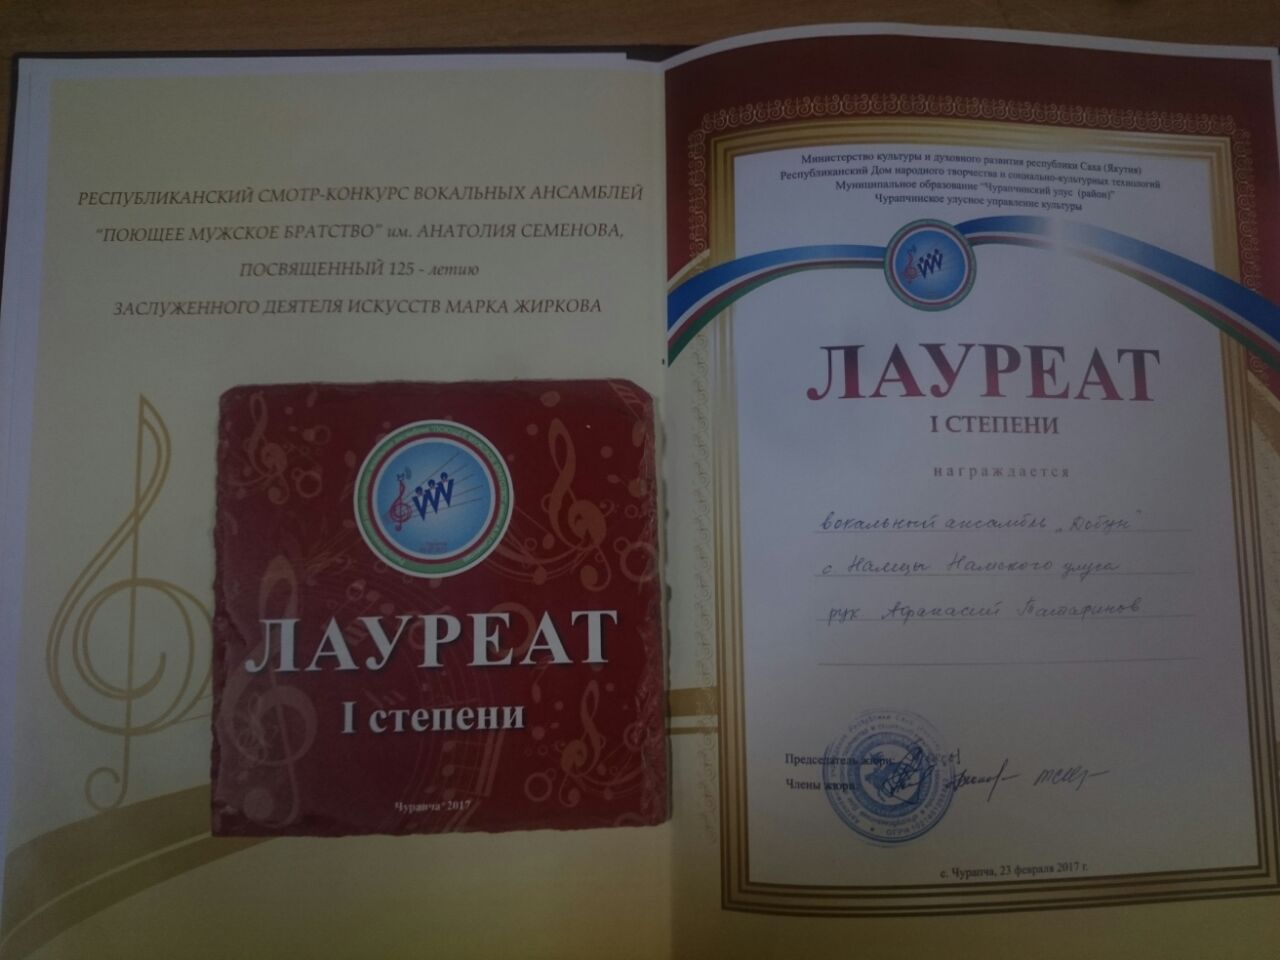 РЕСПУБЛИКАНСКИЙ СМОТР-КОНКУРС ВОКАЛЬНЫХ АНСАМБЛЕЙ
"ПОЮЩЕЕ МУЖСКОЕ БРАТСТВО" им. АНАТОЛИЯ СЕМЕНОВА,
ПОСВЯЩЕННЫЙ 125 - летию
ЗАСЛУЖЕННОГО ДЕЯТЕЛЯ ИСКУССТВ МАРКА ЖИРКОВА
ЛАУРЕАТ
I степени
Чурапча*2017
Министерство культуры и духовного развития республики Саха (Якутия)
Республиканский Дом народного творчества и социально-культурных технологий
Муниципальное образование "Чурапчинский улус (район)"
Чурапчинское улусное управление культуры
ЛАУРЕАТ
I СТЕПЕНИ
награждается
вокальный ансамбль „Добун"
с. Намцы Намского улуса
рук Афанасий Татаринов
Председатель жюри:
Члены жюри:
с. Чурапча, 23 февраля 2017 г.